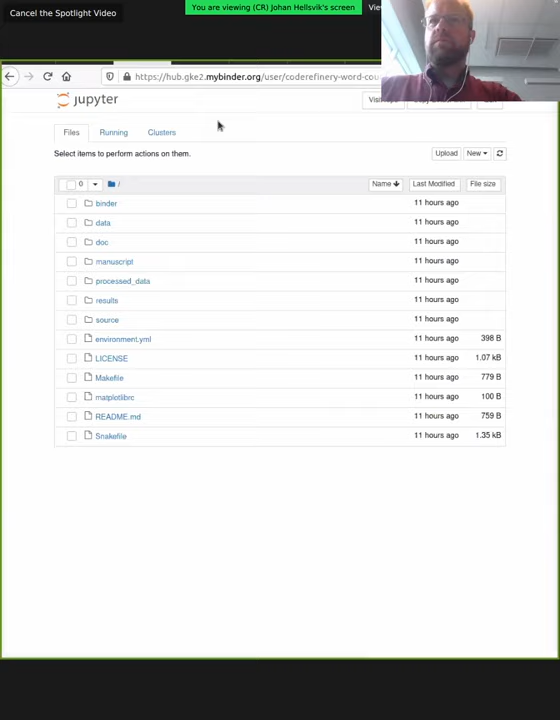 Cancel the Spotlight Video
You are viewing (CR) Johan Hellsvik's screen
https://hub.gke2.mybinder.org/user/coderefinery-word-cou
jupyter
Files Running Clusters
Select items to perform actions on them.
Upload New
0 / Name Last Modified File size
binder 11 hours ago
data 11 hours ago
doc 11 hours ago
manuscript 11 hours ago
processed_data 11 hours ago
results 11 hours ago
source 11 hours ago
environment.yml 11 hours ago 398 B
LICENSE 11 hours ago 1.07 kB
Makefile 11 hours ago 779 B
matplotlibrc 11 hours ago 100 B
README.md 11 hours ago 759 B
Snakefile 11 hours ago 1.35 kB